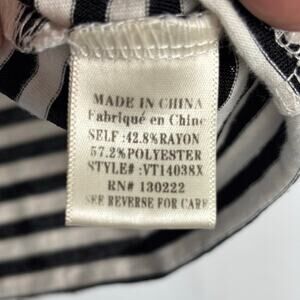 MADE IN CHINA
Fabriqué en Chine
SELF:42.8%RAYON
57.2%POLYESTER
STYLE#:VT14038X
RN# 130222
SEE REVERSE FOR CARE